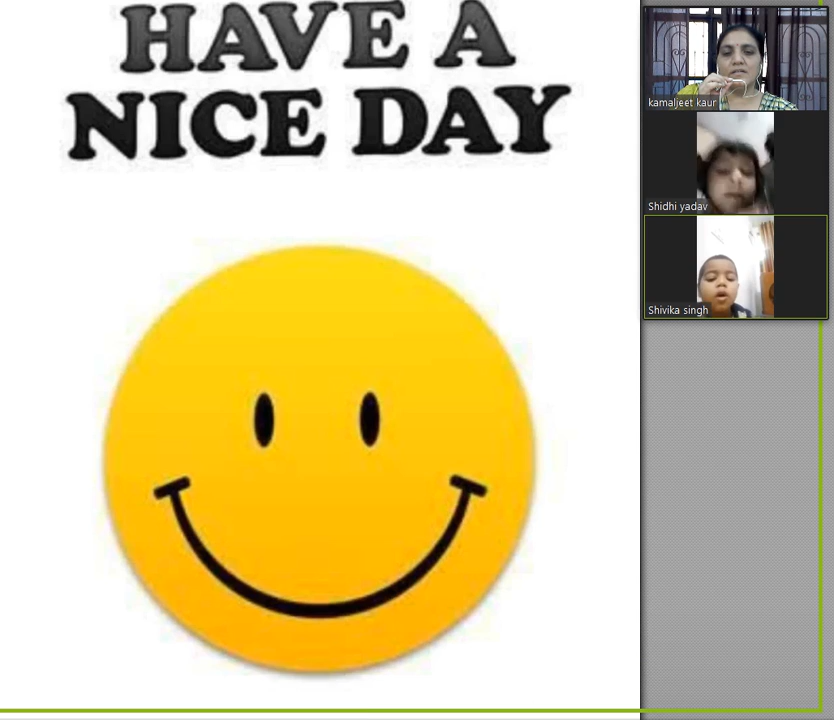 HAVE A
NICE DAY
kamaljeet kaur
Shidhi yadav
Shivika singh